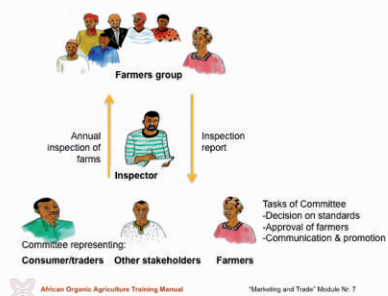 Farmers group
Annual
inspection of
farms
Inspection
report
Inspector
Committee representing:
Consumer/traders
Other stakeholders
Farmers
Tasks of Committee
-Decision on standards
-Approval of farmers
-Communication & promotion
African Organic Agriculture Training Manual
"Marketing and Trade" Module Nr. 7